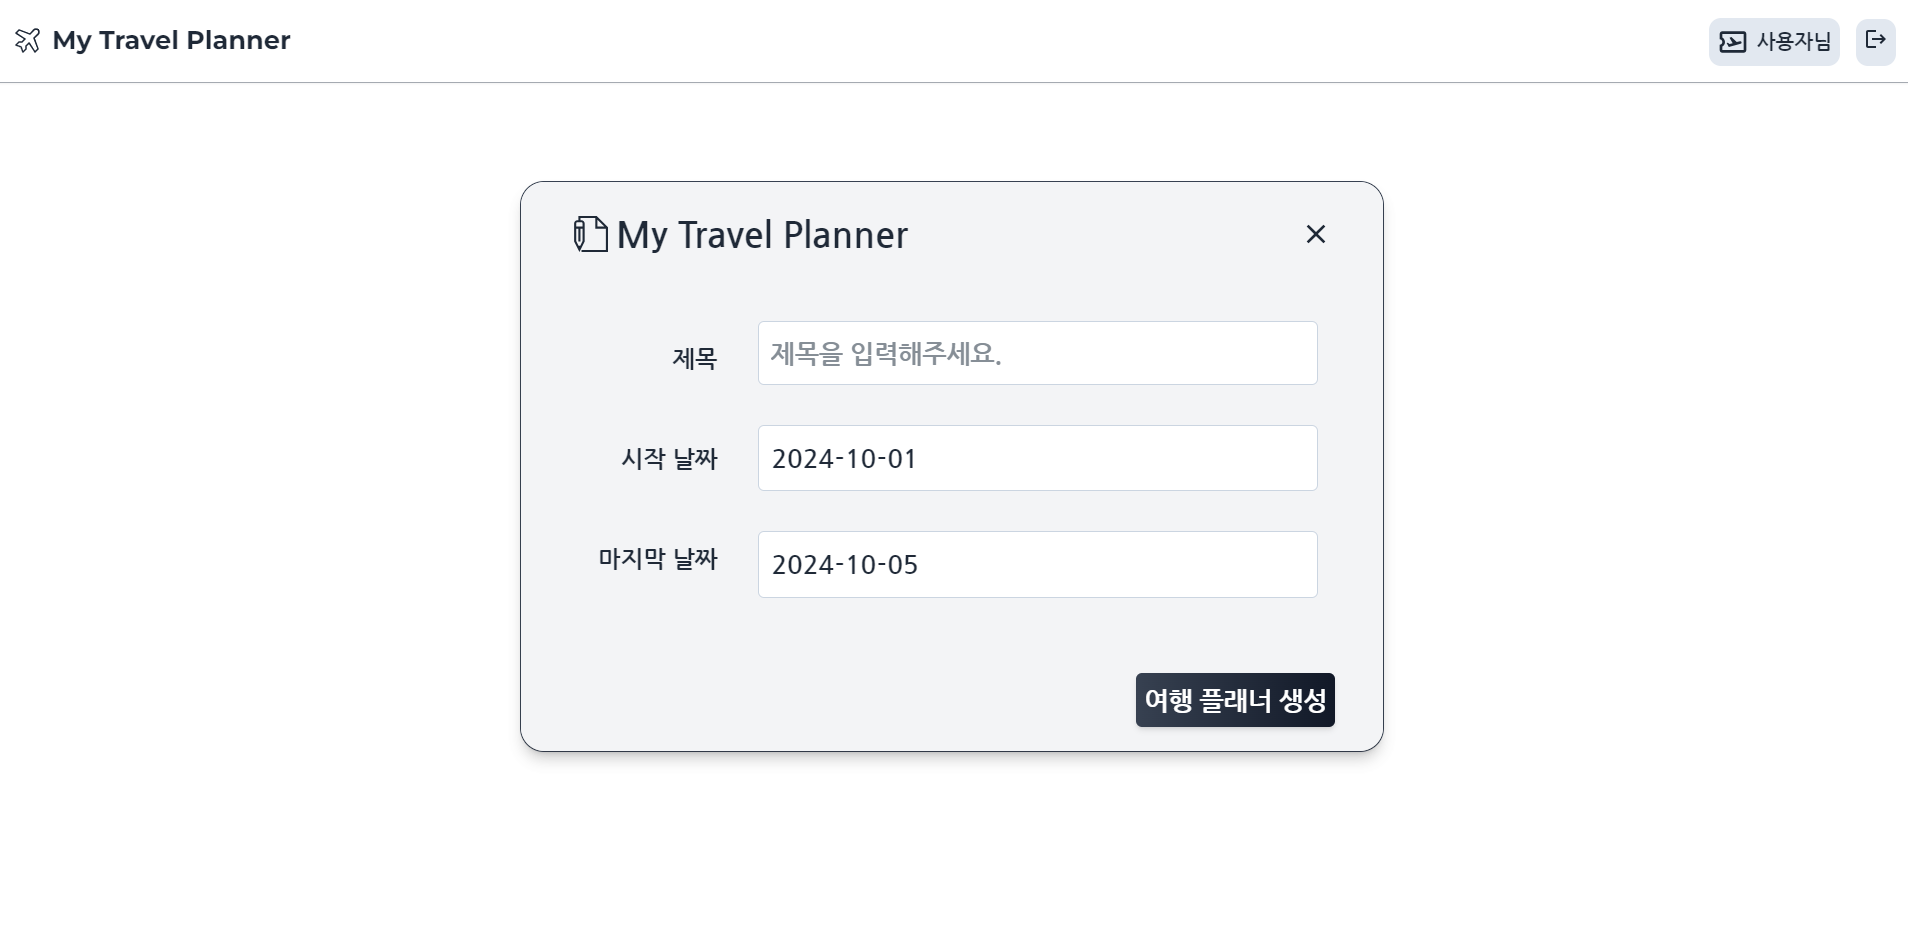 My Travel Planner
사용자님
My Travel Planner
제목
제목을 입력해주세요.
시작 날짜
2024-10-01
마지막 날짜
2024-10-05
여행 플래너 생성